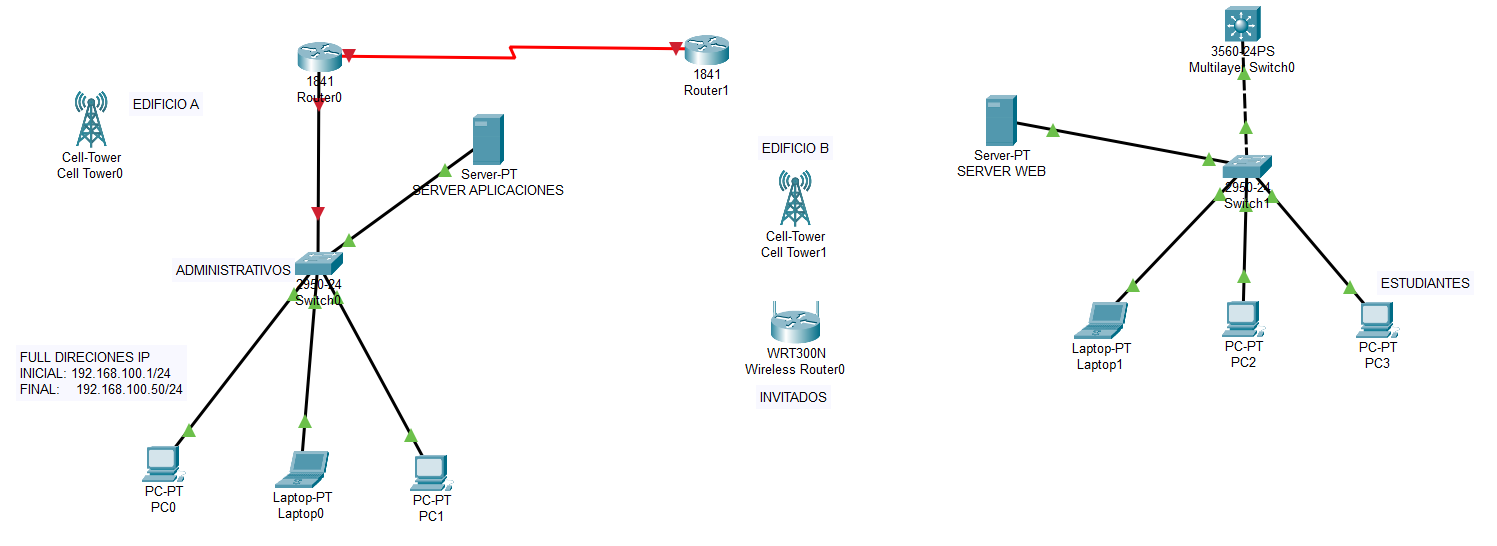 1841
Router0
1841
Router1
3560-24PS
Multilayer Switch0
EDIFICIO A
Cell-Tower
Cell Tower0
Server-PT
SERVER APLICACIONES
EDIFICIO B
Server-PT
SERVER WEB
2950-24
Switch1
Cell-Tower
Cell Tower1
ADMINISTRATIVOS
2950-24
Switch0
ESTUDIANTES
FULL DIRECIONES IP
INICIAL: 192.168.100.1/24
FINAL: 192.168.100.50/24
WRT300N
Wireless Router0
INVITADOS
Laptop-PT
Laptop1
PC-PT
PC2
PC-PT
PC3
PC-PT
PC0
Laptop-PT
Laptop0
PC-PT
PC1